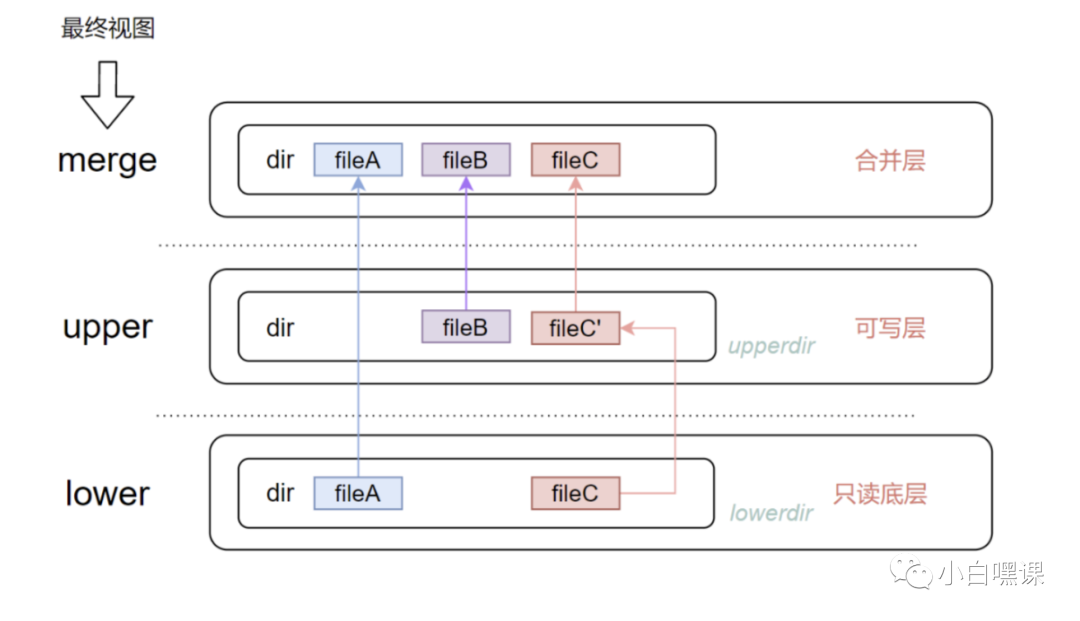 最终视图
merge
dir
fileA
fileB
fileC
合并层
upper
dir
fileB
fileC'
upperdir
可写层
lower
dir
fileA
fileC
lowerdir
只读底层
小白嘿课